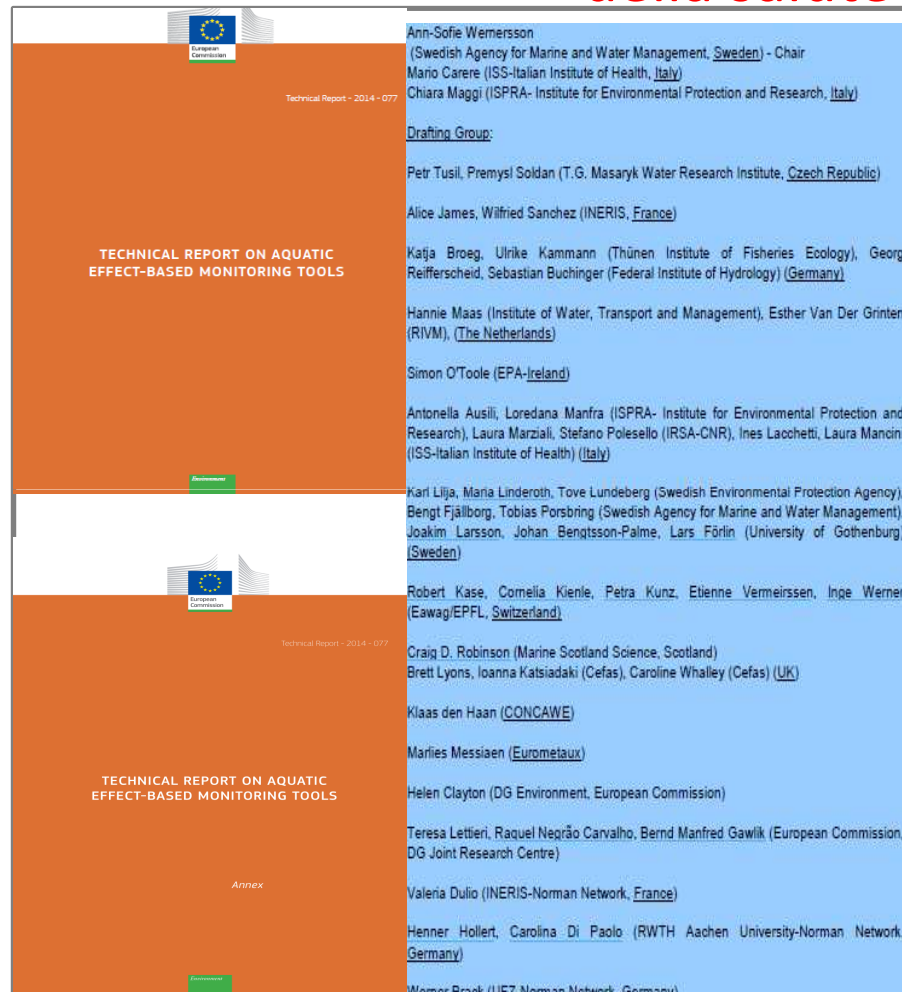 European
Commission
Technical Report - 2014 - 077
TECHNICAL REPORT ON AQUATIC
EFFECT-BASED MONITORING TOOLS
Environment
European
Commission
Technical Report - 2014 - 077
TECHNICAL REPORT ON AQUATIC
EFFECT-BASED MONITORING TOOLS
Annex
Environment
Ann-Sofie Wernersson
(Swedish Agency for Marine and Water Management, Sweden) - Chair
Mario Carere (ISS-Italian Institute of Health, Italy)
Chiara Maggi (ISPRA- Institute for Environmental Protection and Research, Italy)
Drafting Group:
Petr Tusil, Premysl Soldan (T.G. Masaryk Water Research Institute, Czech Republic)
Alice James, Wilfried Sanchez (INERIS, France)
Katja Broeg, Ulrike Kammann (Thünen Institute of Fisheries Ecology), Georg
Reifferscheid, Sebastian Buchinger (Federal Institute of Hydrology) (Germany)
Hannie Maas (Institute of Water, Transport and Management), Esther Van Der Grinten
(RIVM), (The Netherlands)
Simon O'Toole (EPA-Ireland)
Antonella Ausili, Loredana Manfra (ISPRA- Institute for Environmental Protection and
Research), Laura Marziali, Stefano Polesello (IRSA-CNR), Ines Lacchetti, Laura Mancini
(ISS-Italian Institute of Health) (Italy)
Karl Lilja, Maria Linderoth, Tove Lundeberg (Swedish Environmental Protection Agency),
Bengt Fjällborg, Tobias Porsbring (Swedish Agency for Marine and Water Management),
Joakim Larsson, Johan Bengtsson-Palme, Lars Förlin (University of Gothenburg)
(Sweden)
Robert Kase, Cornelia Kienle, Petra Kunz, Etienne Vermeirssen, Inge Werner
(Eawag/EPFL, Switzerland)
Craig D. Robinson (Marine Scotland Science, Scotland)
Brett Lyons, Ioanna Katsiadaki (Cefas), Caroline Whalley (Cefas) (UK)
Klaas den Haan (CONCAWE)
Marlies Messiaen (Eurometaux)
Helen Clayton (DG Environment, European Commission)
Teresa Lettieri, Raquel Negrão Carvalho, Bernd Manfred Gawlik (European Commission,
DG Joint Research Centre)
Valeria Dulio (INERIS-Norman Network, France)
Henner Hollert, Carolina Di Paolo (RWTH Aachen University-Norman Network,
Germany)
Werner Brack (UFZ-Norman Network, Germany)